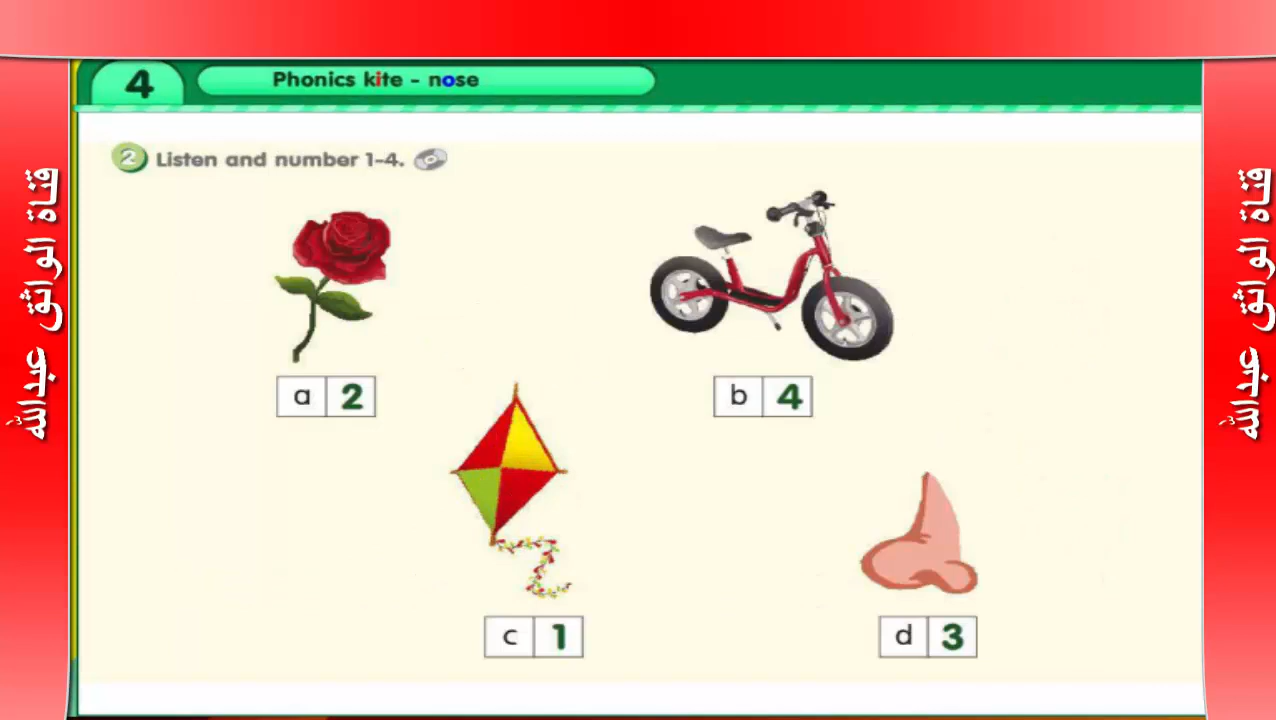 4
Phonics kite - nose
2 Listen and number 1-4.
a 2
b 4
c 1
d 3
قناة الواثق عبدالله
قناة الواثق عبدالله